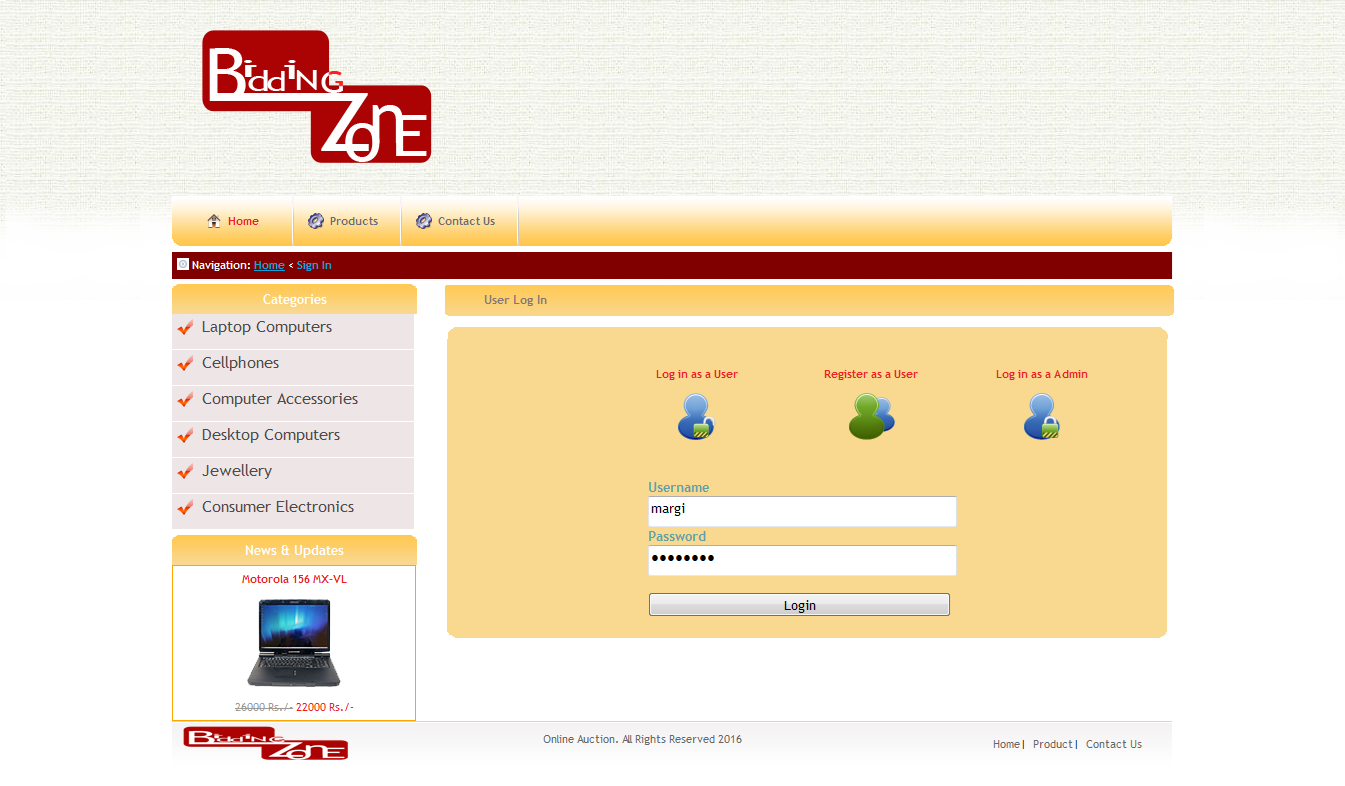 BiddiNG
ZonE
Home Products Contact Us
Navigation: Home < Sign In
Categories
Laptop Computers
Cellphones
Computer Accessories
Desktop Computers
Jewellery
Consumer Electronics
News & Updates
Motorola 156 MX-VL
26000 Rs./- 22000 Rs./-
User Log In
Log in as a User Register as a User Log in as a Admin
Username
margi
Password
••••••••
Login
BiddiNG
ZonE
Online Auction. All Rights Reserved 2016
Home| Product| Contact Us